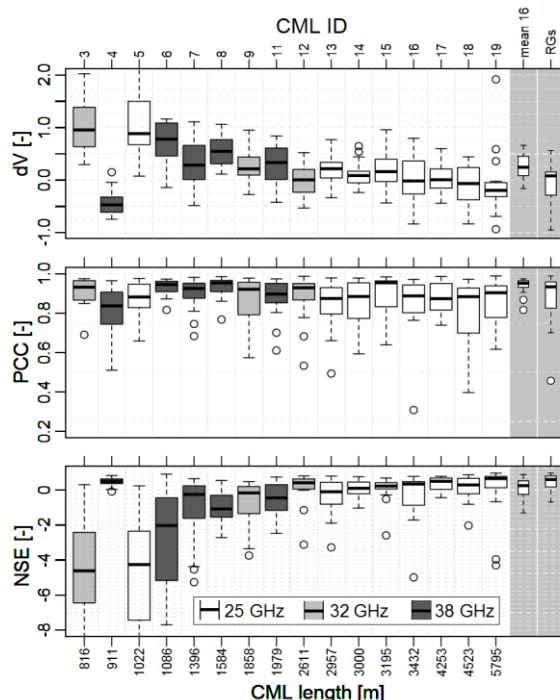 CML ID
3 4 5 6 7 8 9 11 12 13 14 15 16 17 18 19 mean 16 RGs
dV [-]
2.0
1.0
0.0
-1.0
PCC [-]
1.0
0.8
0.6
0.4
0.2
NSE [-]
0
-2
-4
-6
-8
25 GHz 32 GHz 38 GHz
816 911 1022 1086 1396 1584 1858 1979 2611 2957 3000 3195 3432 4253 4523 5795
CML length [m]